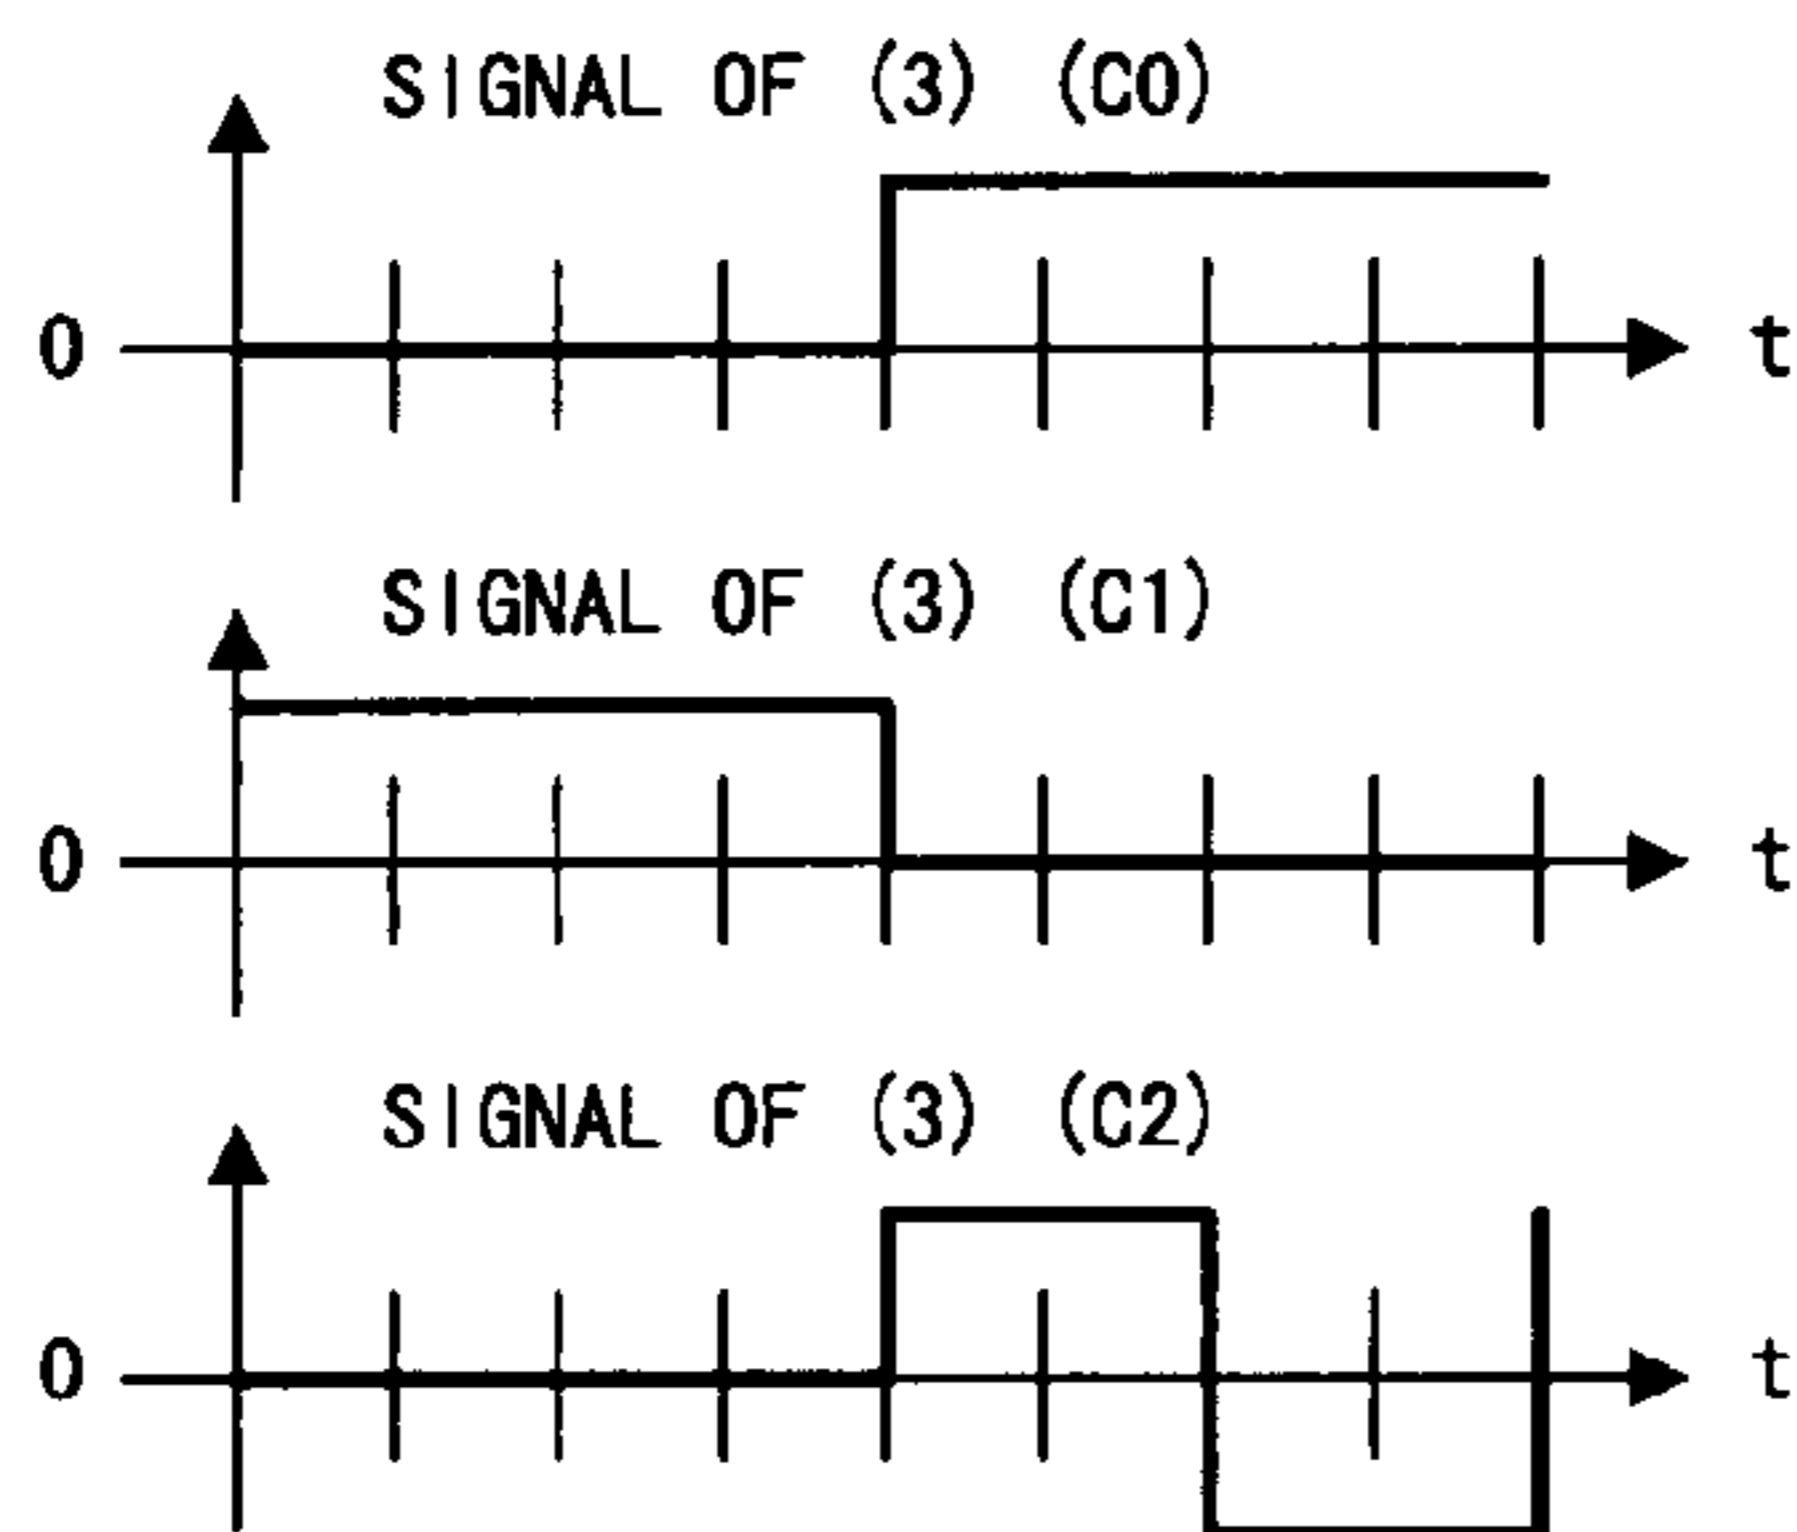 SIGNAL OF (3) (C0)
0 t
SIGNAL OF (3) (C1)
0 t
SIGNAL OF (3) (C2)
0 t